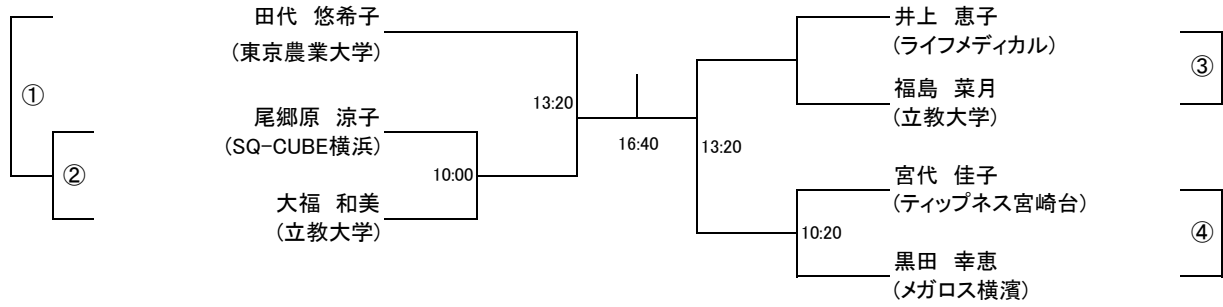 田代 悠希子
(東京農業大学)
①
13:20
尾郷原 涼子
(SQ-CUBE横浜)
②
10:00
大福 和美
(立教大学)
16:40
井上 恵子
(ライフメディカル)
③
福島 菜月
(立教大学)
13:20
宮代 佳子
(ティップネス宮崎台)
10:20
④
黒田 幸恵
(メガロス横濱)